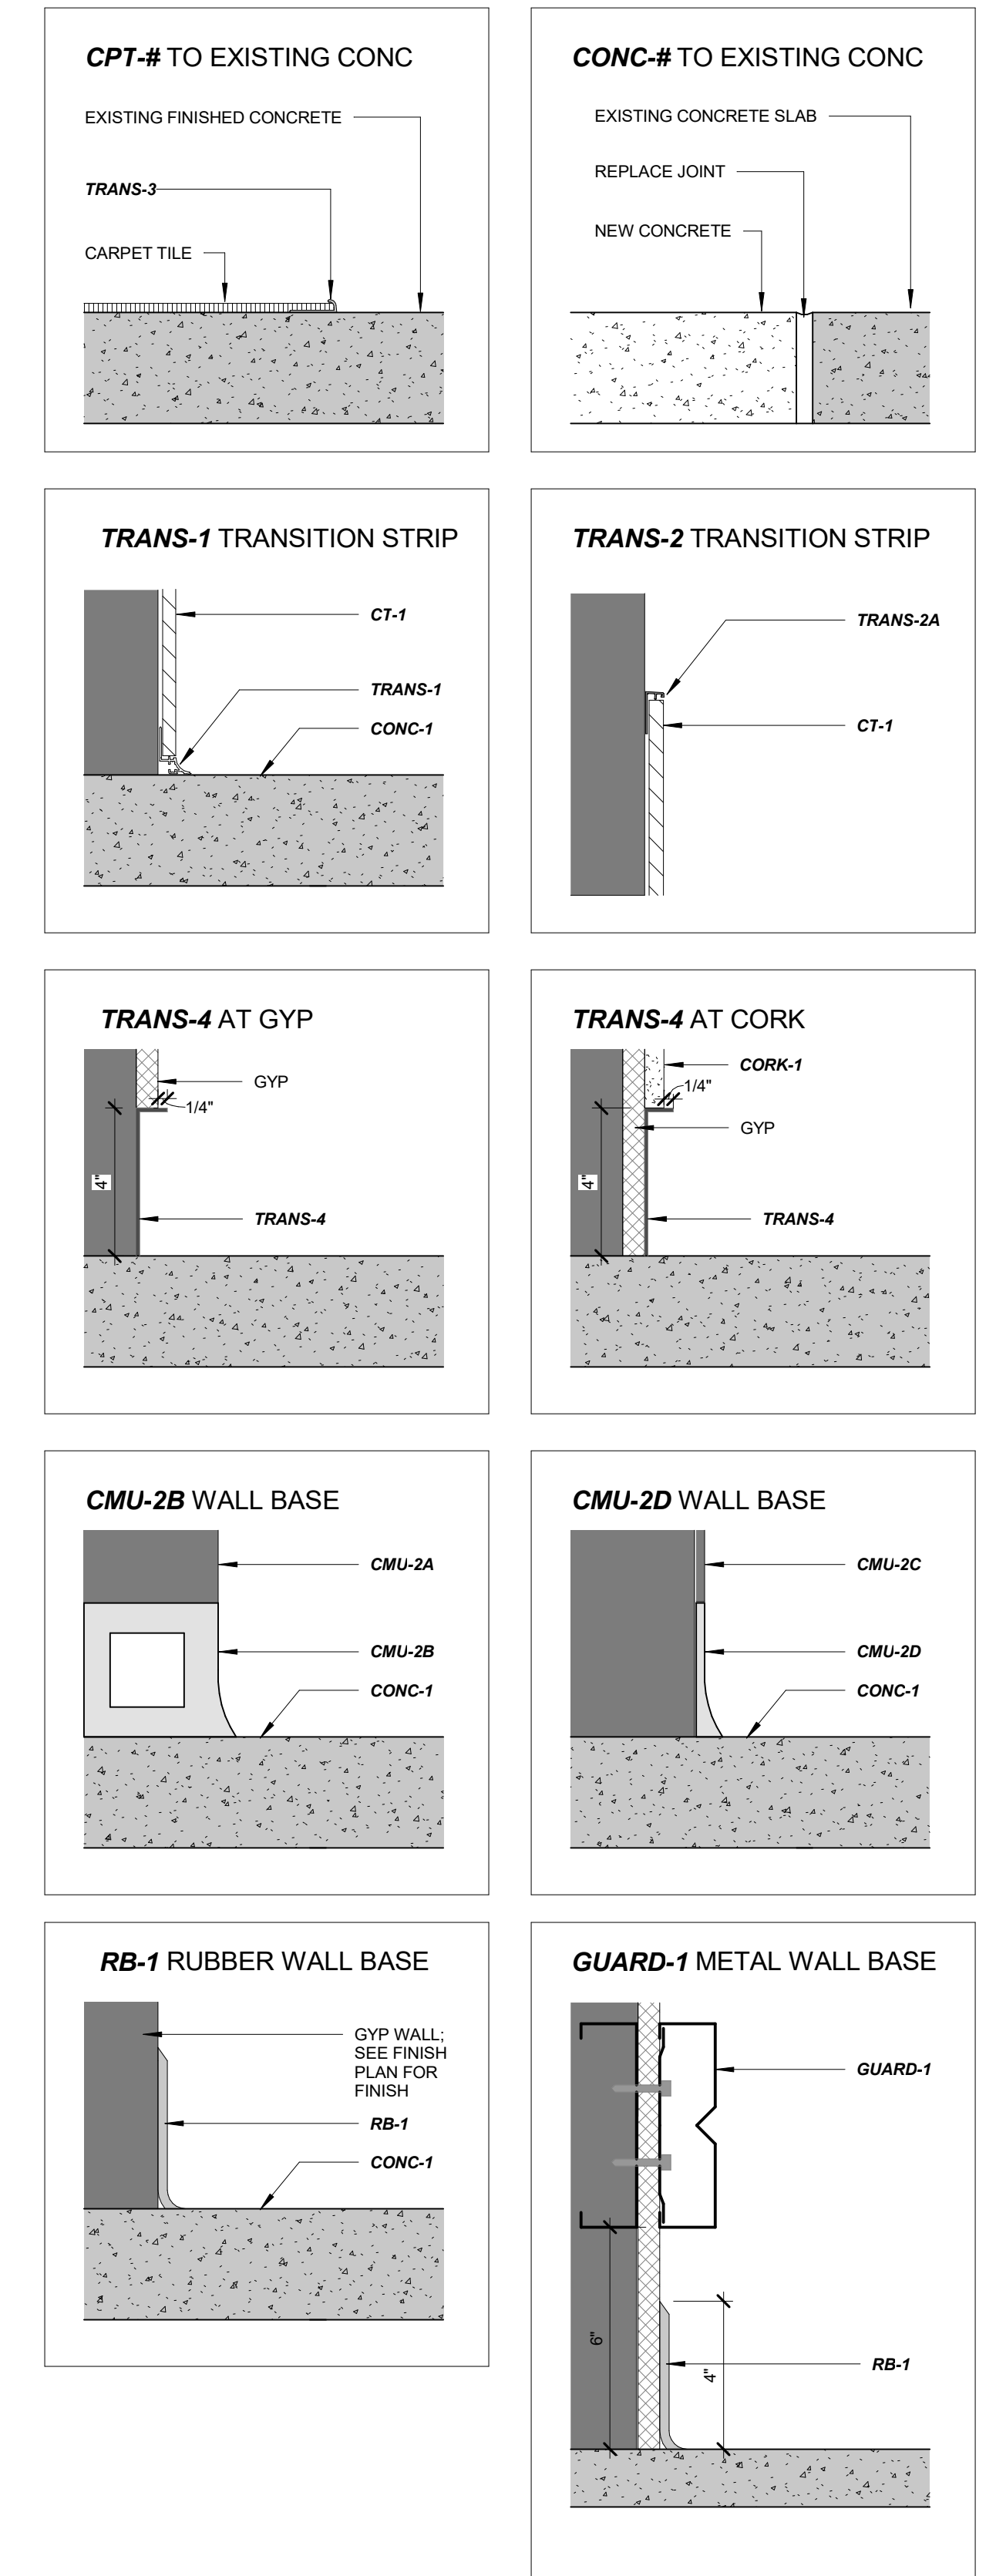 CPT-# TO EXISTING CONC
EXISTING FINISHED CONCRETE
TRANS-3
CARPET TILE
CONC-# TO EXISTING CONC
EXISTING CONCRETE SLAB
REPLACE JOINT
NEW CONCRETE
TRANS-1 TRANSITION STRIP
CT-1
TRANS-1
CONC-1
TRANS-2 TRANSITION STRIP
TRANS-2A
CT-1
TRANS-4 AT GYP
GYP
1/4"
4"
TRANS-4
TRANS-4 AT CORK
CORK-1
1/4"
GYP
4"
TRANS-4
CMU-2B WALL BASE
CMU-2A
CMU-2B
CONC-1
CMU-2D WALL BASE
CMU-2C
CMU-2D
CONC-1
RB-1 RUBBER WALL BASE
GYP WALL;
SEE FINISH
PLAN FOR
FINISH
RB-1
CONC-1
GUARD-1 METAL WALL BASE
GUARD-1
6"
4"
RB-1